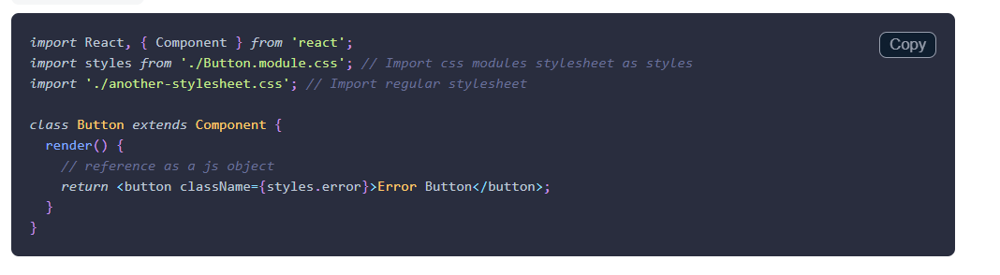 import React, { Component } from 'react';
Copy
import styles from './Button.module.css'; // Import css modules stylesheet as styles
import './another-stylesheet.css'; // Import regular stylesheet
class Button extends Component {
  render() {
    // reference as a js object
    return <button className={styles.error}>Error Button</button>;
  }
}